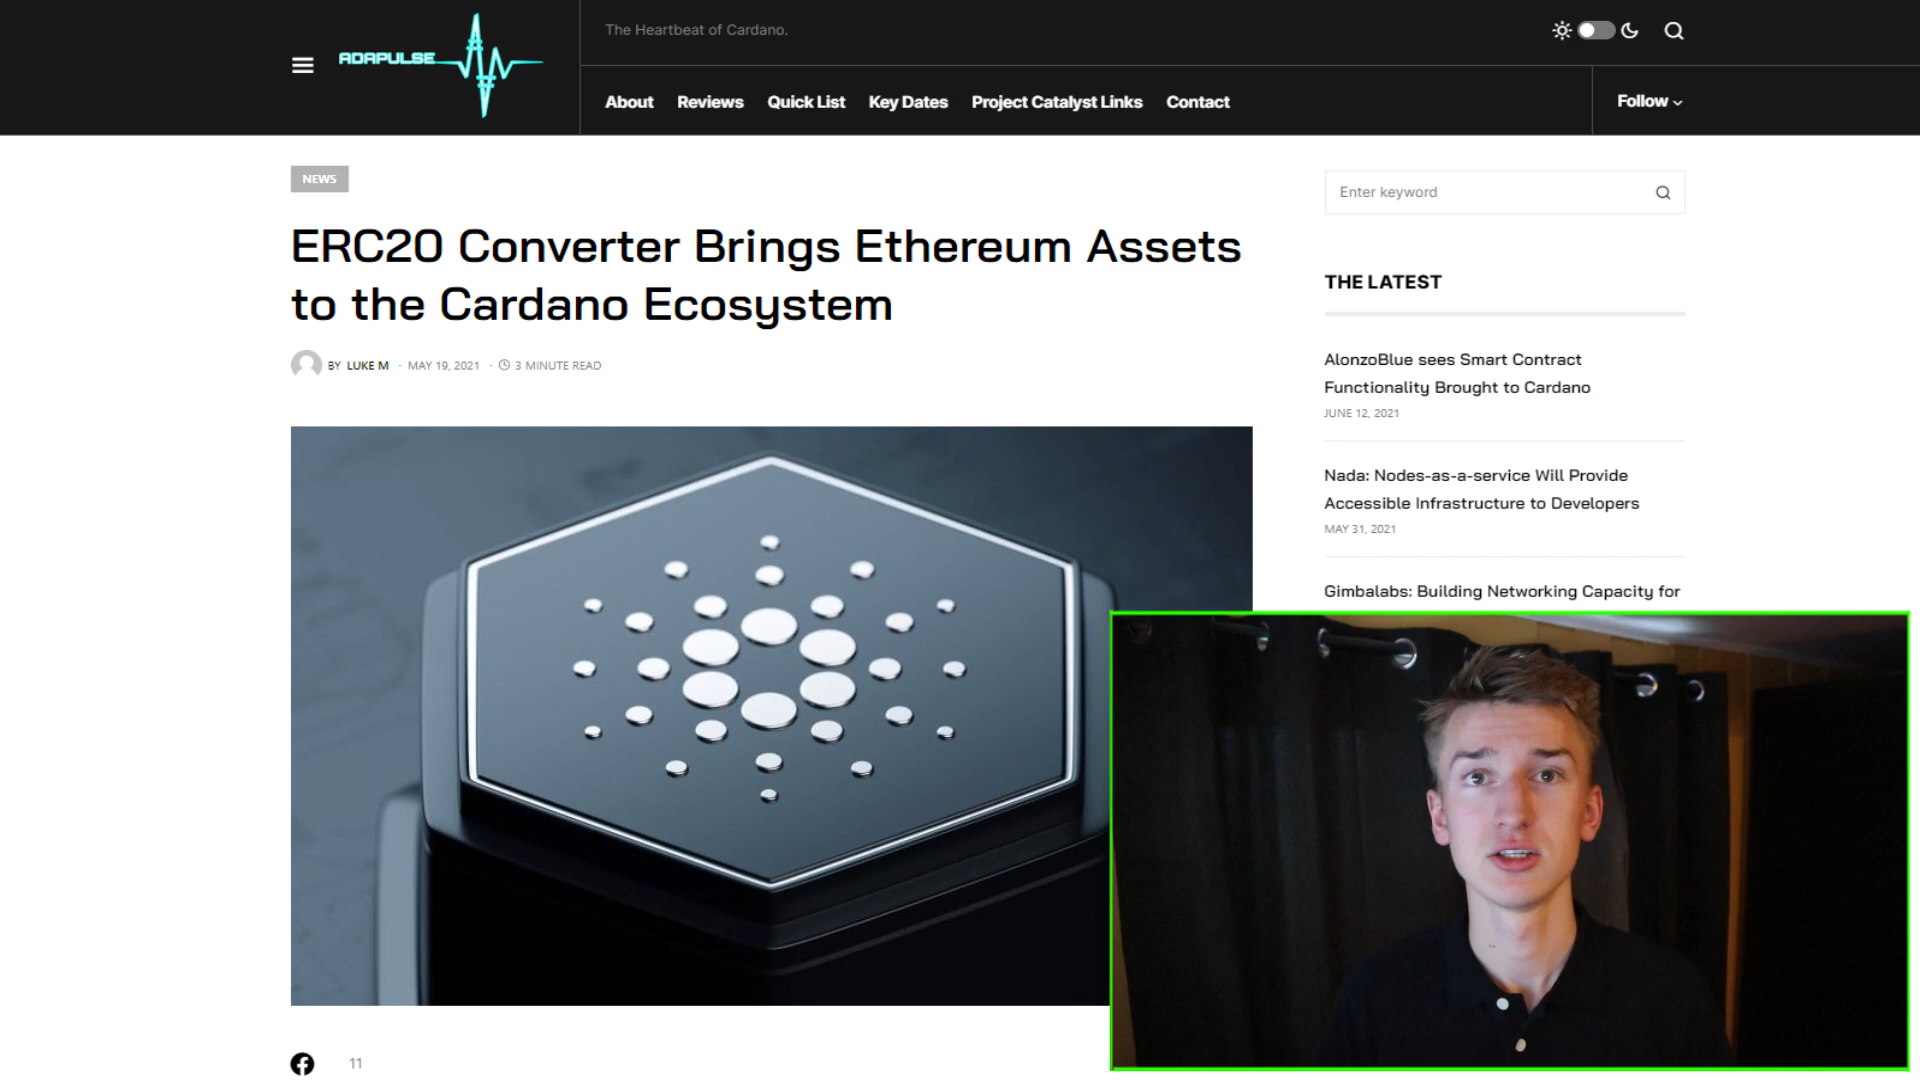 ADAPULSE
The Heartbeat of Cardano.
About Reviews Quick List Key Dates Project Catalyst Links Contact
Follow
NEWS
ERC20 Converter Brings Ethereum Assets
to the Cardano Ecosystem
BY LUKE M · MAY 19, 2021 · 3 MINUTE READ
11
Enter keyword
THE LATEST
AlonzoBlue sees Smart Contract
Functionality Brought to Cardano
JUNE 12, 2021
Nada: Nodes-as-a-service Will Provide
Accessible Infrastructure to Developers
MAY 31, 2021
Gimbalabs: Building Networking Capacity for